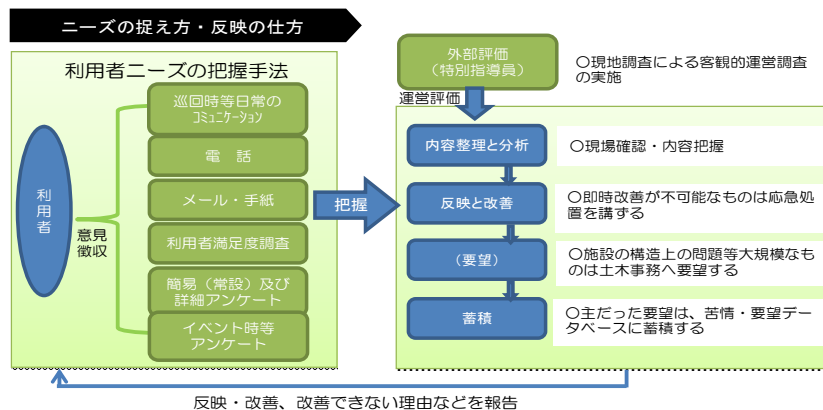 ニーズの捉え方・反映の仕方
利用者ニーズの把握手法
利用者
意見
徴収
巡回時等日常の
ｺﾐｭﾆｹｰｼｮﾝ
電　話
メール・手紙
利用者満足度調査
簡易（常設）及び
詳細アンケート
イベント時等
アンケート
把握
外部評価
（特別指導員）
運営評価
〇現地調査による客観的運営調査
の実施
内容整理と分析
〇現場確認・内容把握
反映と改善
〇即時改善が不可能なものは応急処
置を講ずる
（要望）
〇施設の構造上の問題等大規模なも
のは土木事務へ要望する
蓄積
〇主だった要望は、苦情・要望デー
タベースに蓄積する
反映・改善、改善できない理由などを報告